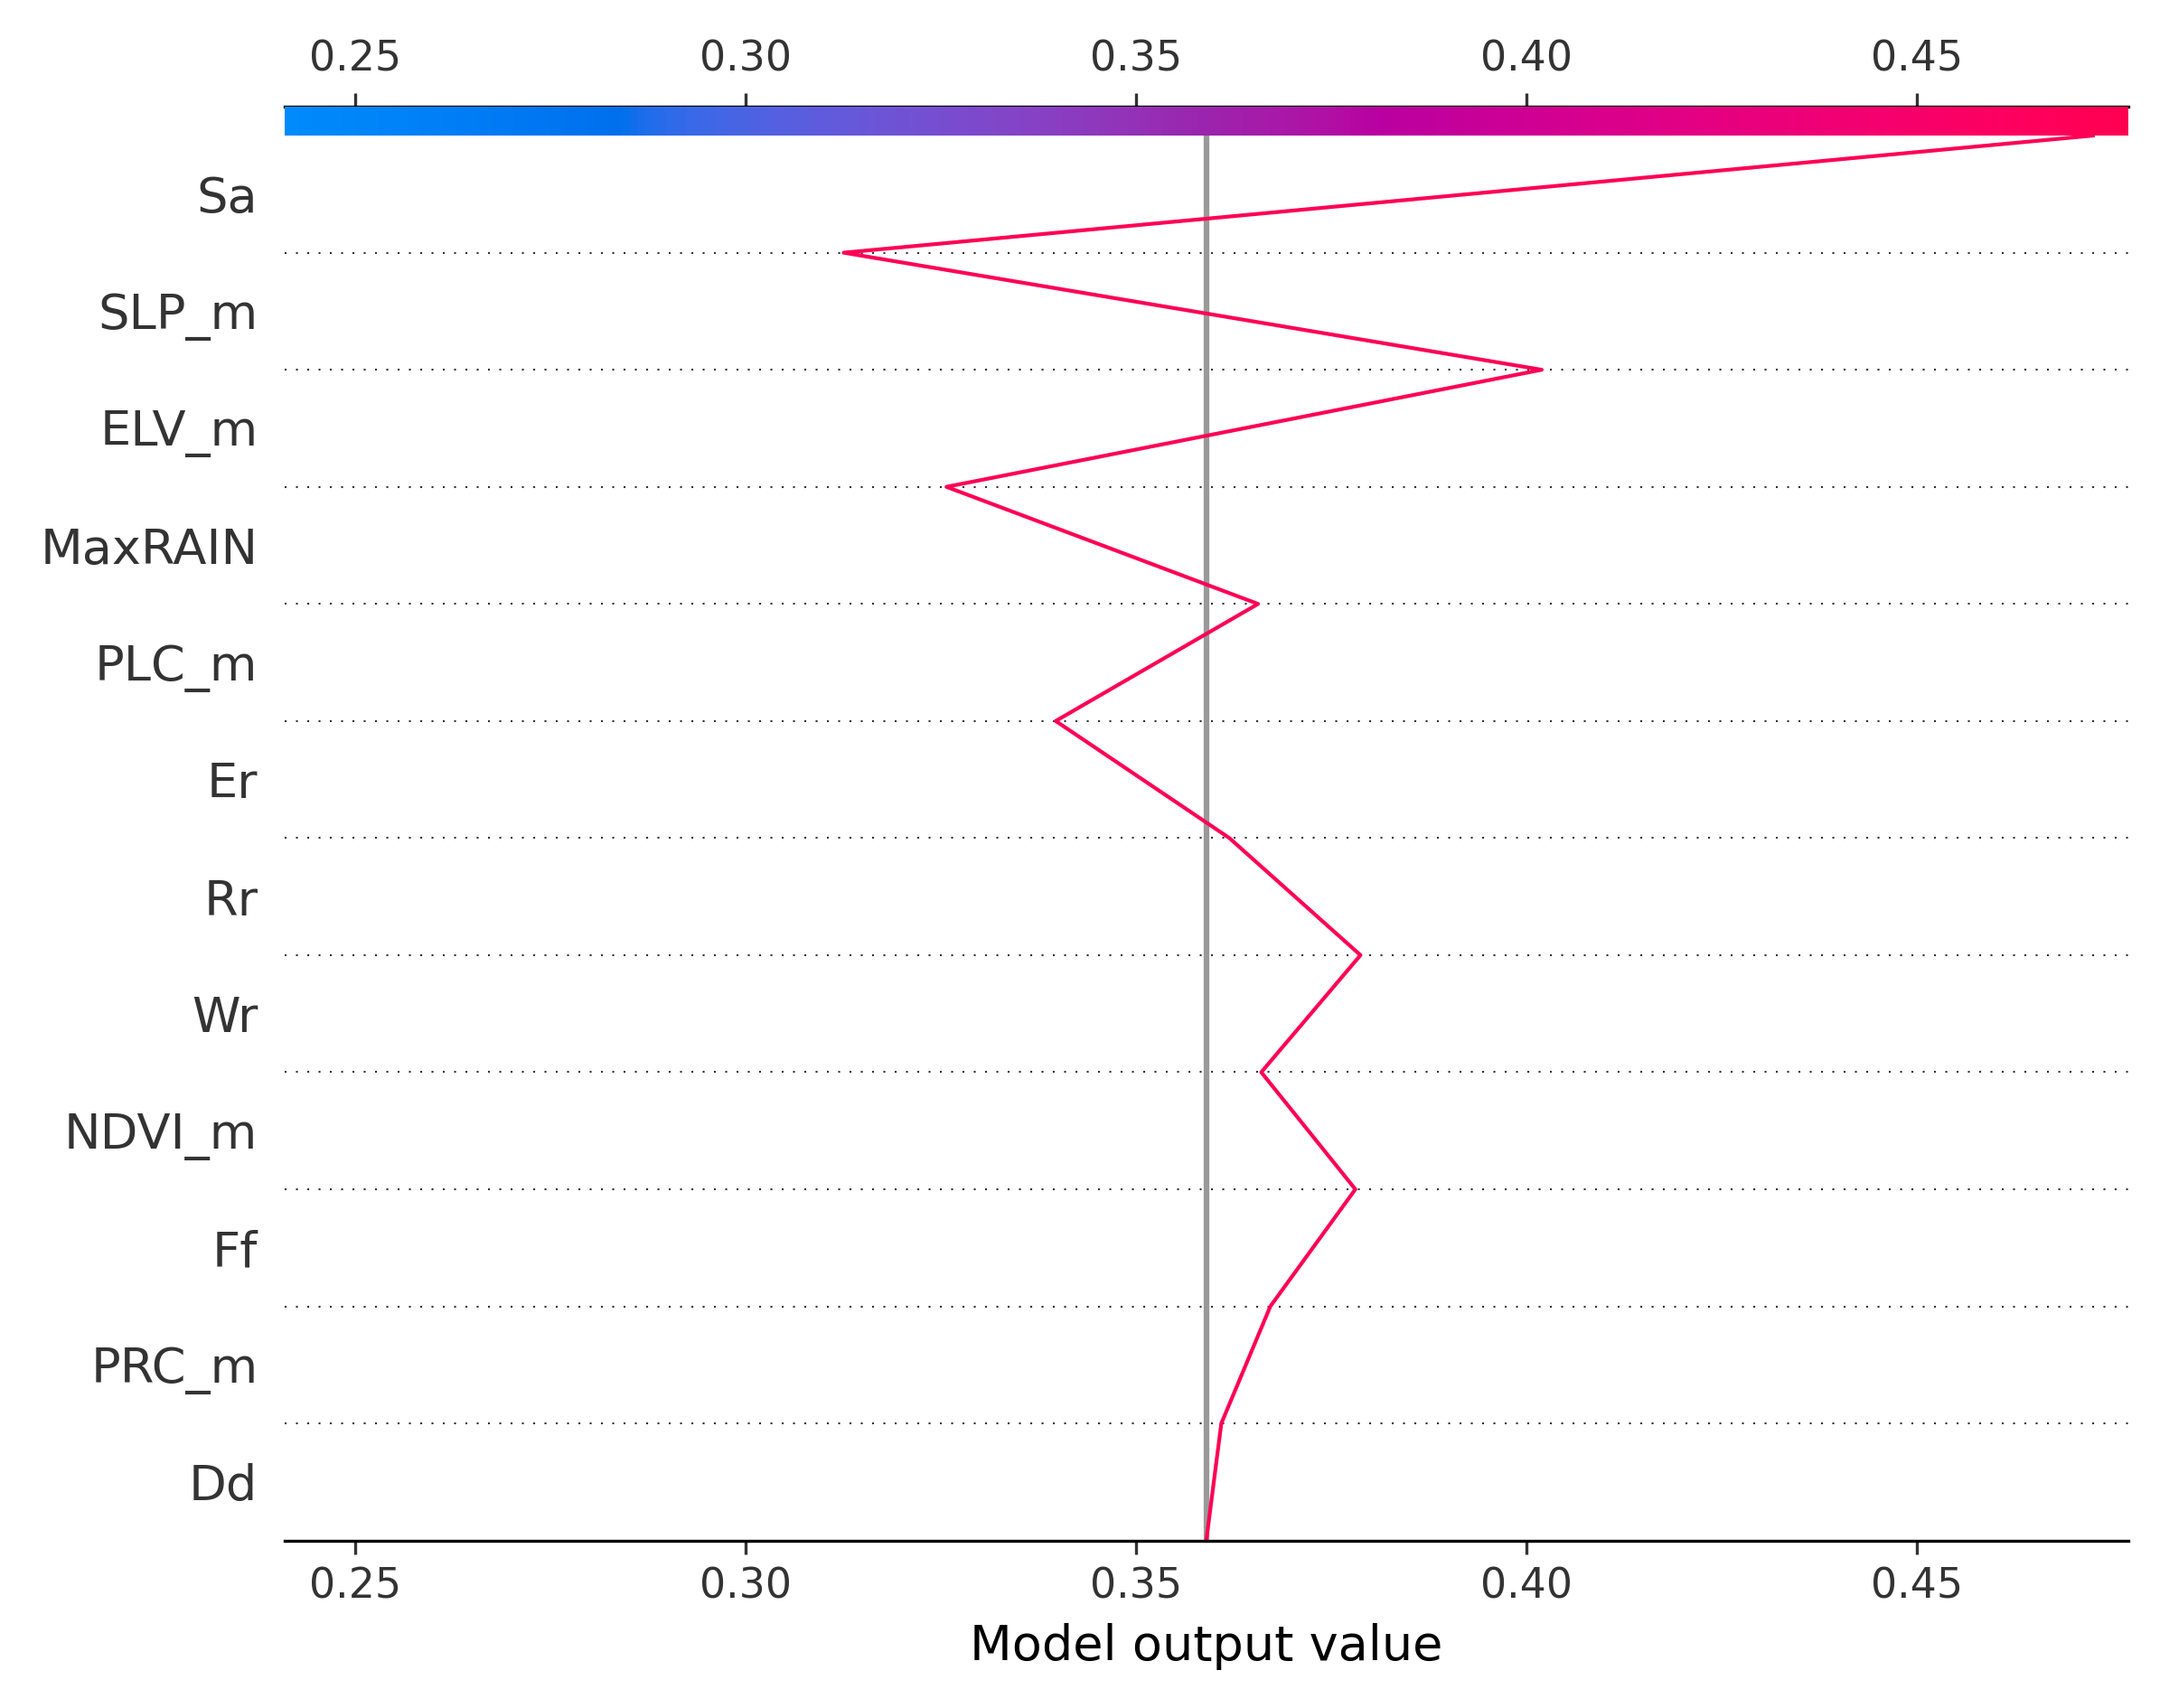 0.25 0.30 0.35 0.40 0.45
Sa
SLP_m
ELV_m
MaxRAIN
PLC_m
Er
Rr
Wr
NDVI_m
Ff
PRC_m
Dd
0.25 0.30 0.35 0.40 0.45
Model output value